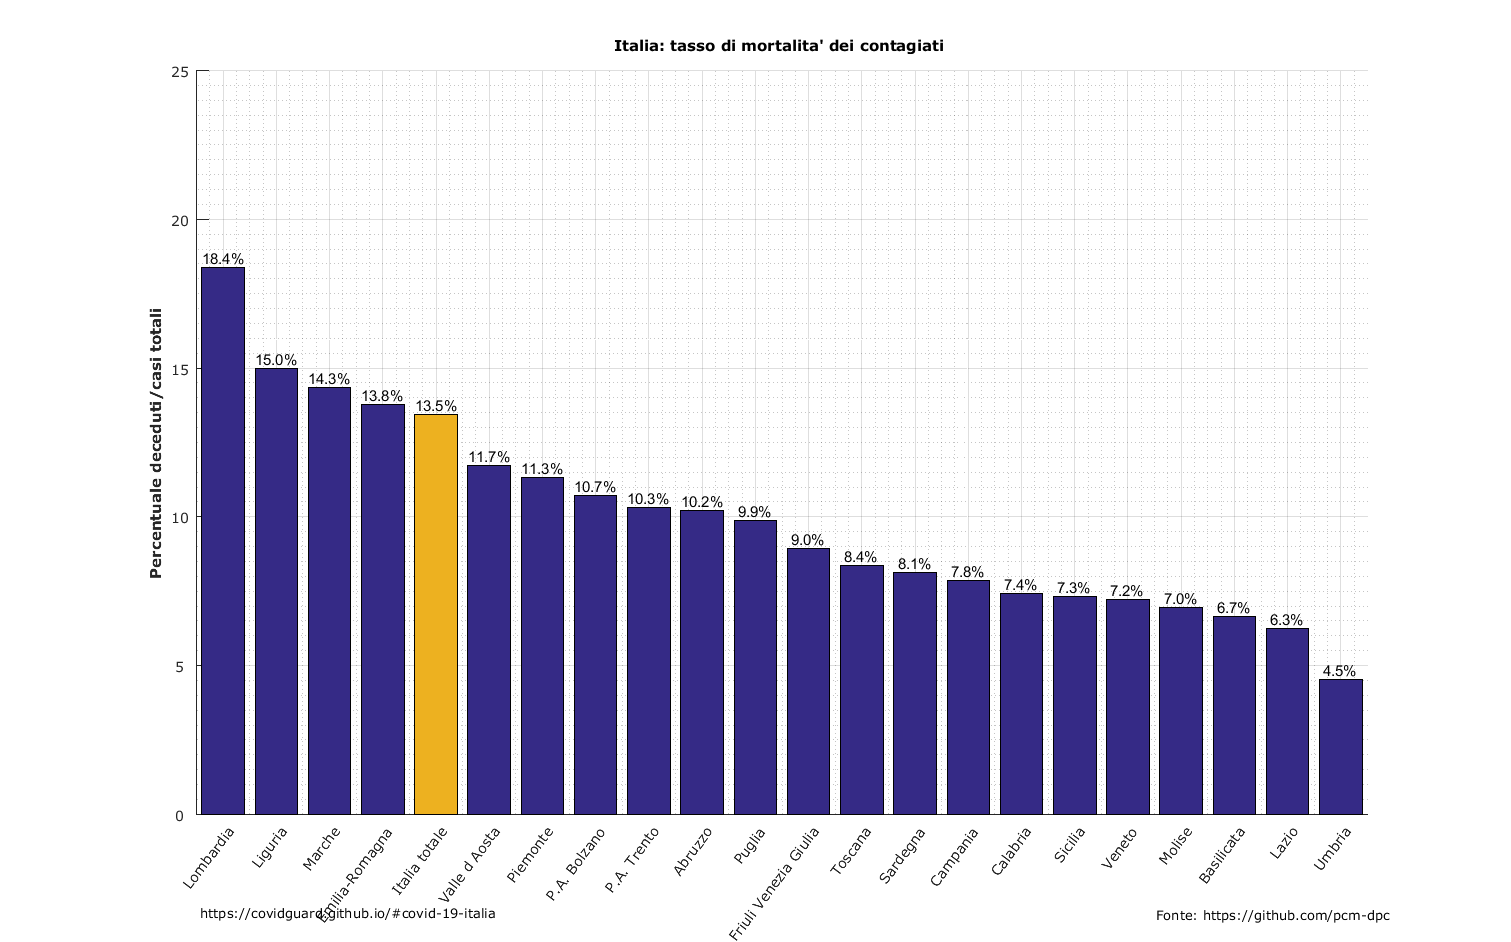 Italia: tasso di mortalita' dei contagiati
Percentuale deceduti/casi totali
25
20
15
10
5
0
18.4%
15.0%
14.3%
13.8%
13.5%
11.7%
11.3%
10.7%
10.3%
10.2%
9.9%
9.0%
8.4%
8.1%
7.8%
7.4%
7.3%
7.2%
7.0%
6.7%
6.3%
4.5%
Lombardia
Liguria
Marche
Emilia-Romagna
Italia totale
Valle d Aosta
Piemonte
P.A. Bolzano
P.A. Trento
Abruzzo
Puglia
Friuli Venezia Giulia
Toscana
Sardegna
Campania
Calabria
Sicilia
Veneto
Molise
Basilicata
Lazio
Umbria
https://covidguard.github.io/#covid-19-italia
Fonte: https://github.com/pcm-dpc